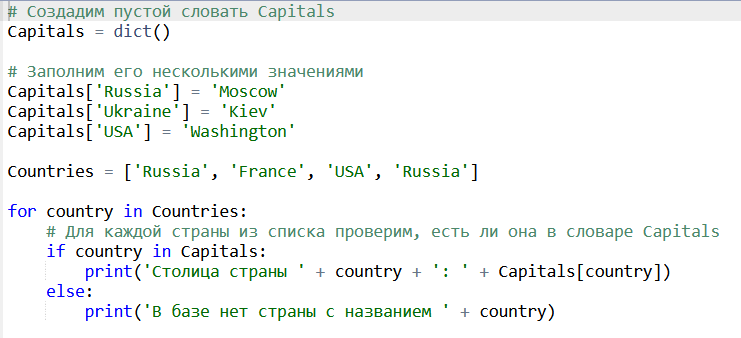 # Создадим пустой словать Capitals
Capitals = dict()
# Заполним его несколькими значениями
Capitals['Russia'] = 'Moscow'
Capitals['Ukraine'] = 'Kiev'
Capitals['USA'] = 'Washington'
Countries = ['Russia', 'France', 'USA', 'Russia']
for country in Countries:
    # Для каждой страны из списка проверим, есть ли она в словаре Capitals
    if country in Capitals:
        print('Столица страны ' + country + ': ' + Capitals[country])
    else:
        print('В базе нет страны с названием ' + country)